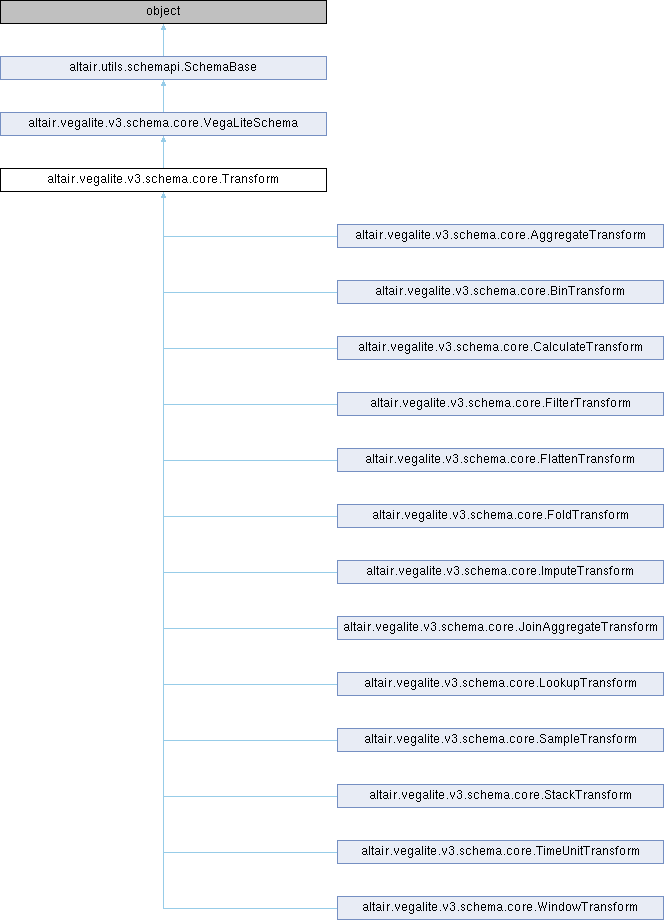 object
altair.utils.schemapi.SchemaBase
altair.vegalite.v3.schema.core.VegaLiteSchema
altair.vegalite.v3.schema.core.Transform
altair.vegalite.v3.schema.core.AggregateTransform
altair.vegalite.v3.schema.core.BinTransform
altair.vegalite.v3.schema.core.CalculateTransform
altair.vegalite.v3.schema.core.FilterTransform
altair.vegalite.v3.schema.core.FlattenTransform
altair.vegalite.v3.schema.core.FoldTransform
altair.vegalite.v3.schema.core.ImputeTransform
altair.vegalite.v3.schema.core.JoinAggregateTransform
altair.vegalite.v3.schema.core.LookupTransform
altair.vegalite.v3.schema.core.SampleTransform
altair.vegalite.v3.schema.core.StackTransform
altair.vegalite.v3.schema.core.TimeUnitTransform
altair.vegalite.v3.schema.core.WindowTransform